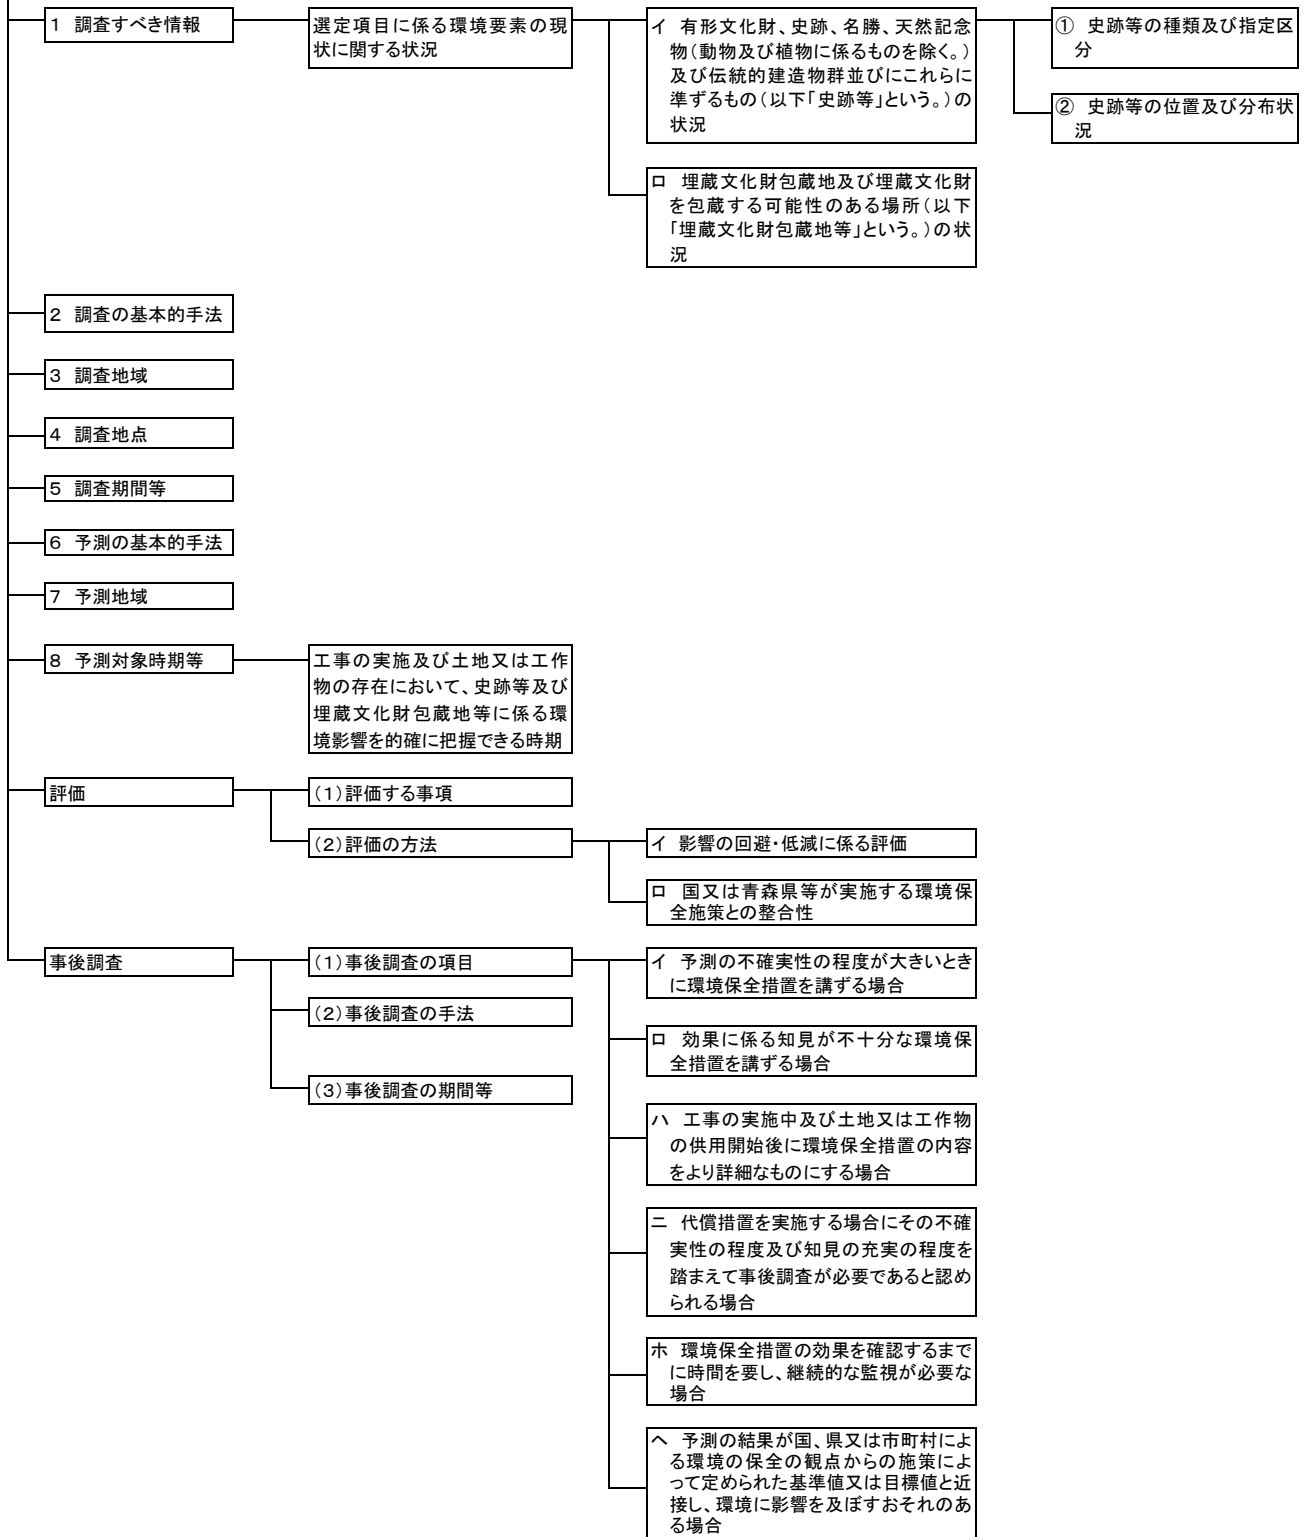 1 調査すべき情報
選定項目に係る環境要素の現
状に関する状況
イ 有形文化財、史跡、名勝、天然記念
物(動物及び植物に係るものを除く。)
及び伝統的建造物群並びにこれらに
準ずるもの(以下「史跡等」という。)の
状況
① 史跡等の種類及び指定区
分
② 史跡等の位置及び分布状
況
ロ 埋蔵文化財包蔵地及び埋蔵文化財
を包蔵する可能性のある場所(以下
「埋蔵文化財包蔵地等」という。)の状
況
2 調査の基本的手法
3 調査地域
4 調査地点
5 調査期間等
6 予測の基本的手法
7 予測地域
8 予測対象時期等
工事の実施及び土地又は工作
物の存在において、史跡等及び
埋蔵文化財包蔵地等に係る環
境影響を的確に把握できる時期
評価
(1)評価する事項
(2)評価の方法
イ 影響の回避・低減に係る評価
ロ 国又は青森県等が実施する環境保
全施策との整合性
事後調査
(1)事後調査の項目
(2)事後調査の手法
(3)事後調査の期間等
イ 予測の不確実性の程度が大きいとき
に環境保全措置を講ずる場合
ロ 効果に係る知見が不十分な環境保
全措置を講ずる場合
ハ 工事の実施中及び土地又は工作物
の供用開始後に環境保全措置の内容
をより詳細なものにする場合
ニ 代償措置を実施する場合にその不確
実性の程度及び知見の充実の程度を
踏まえて事後調査が必要であると認め
られる場合
ホ 環境保全措置の効果を確認するまで
に時間を要し、継続的な監視が必要な
場合
ヘ 予測の結果が国、県又は市町村によ
る環境の保全の観点からの施策によ
って定められた基準値又は目標値と近
接し、環境に影響を及ぼすおそれのあ
る場合